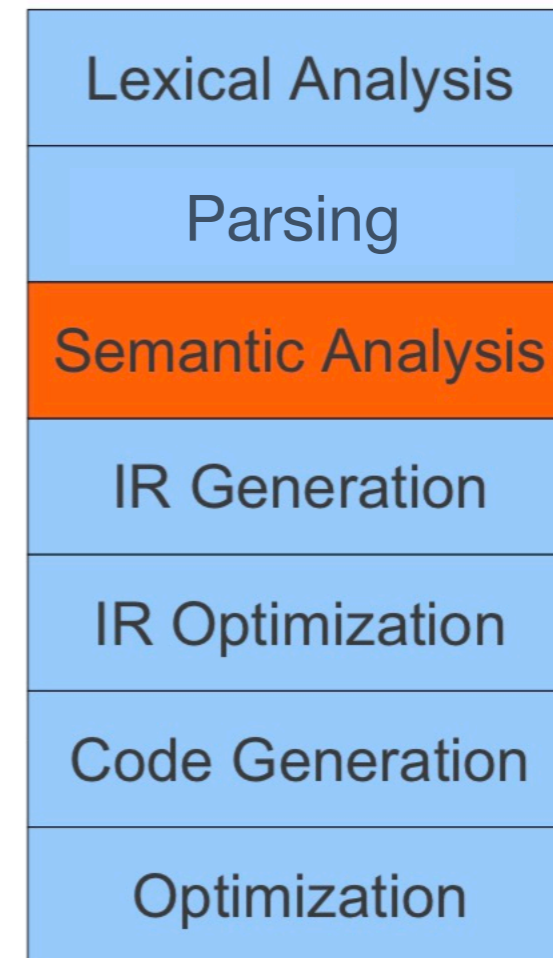 Lexical Analysis
Parsing
Semantic Analysis
IR Generation
IR Optimization
Code Generation
Optimization